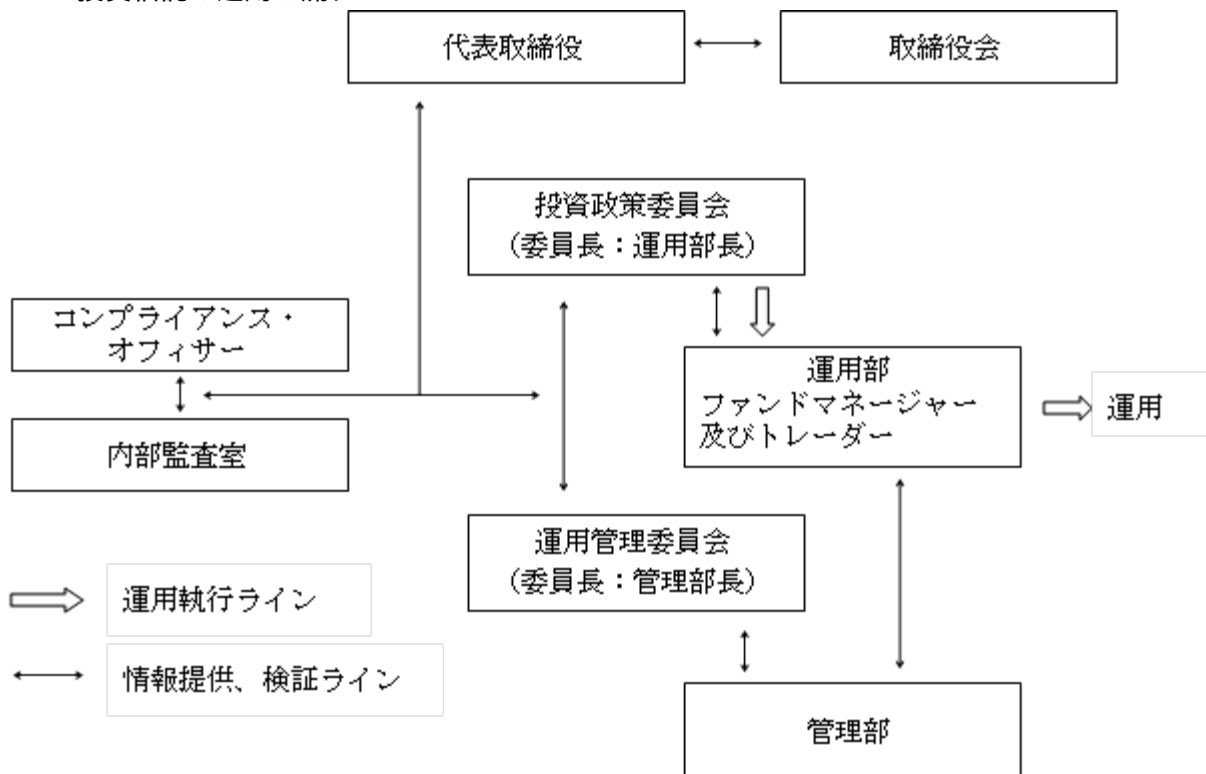 代表取締役
取締役会
投資政策委員会
(委員長：運用部長)
コンプライアンス・
オフィサー
運用部
ファンドマネージャー
及びトレーダー
運用
内部監査室
運用管理委員会
(委員長：管理部長)
運用執行ライン
情報提供、検証ライン
管理部